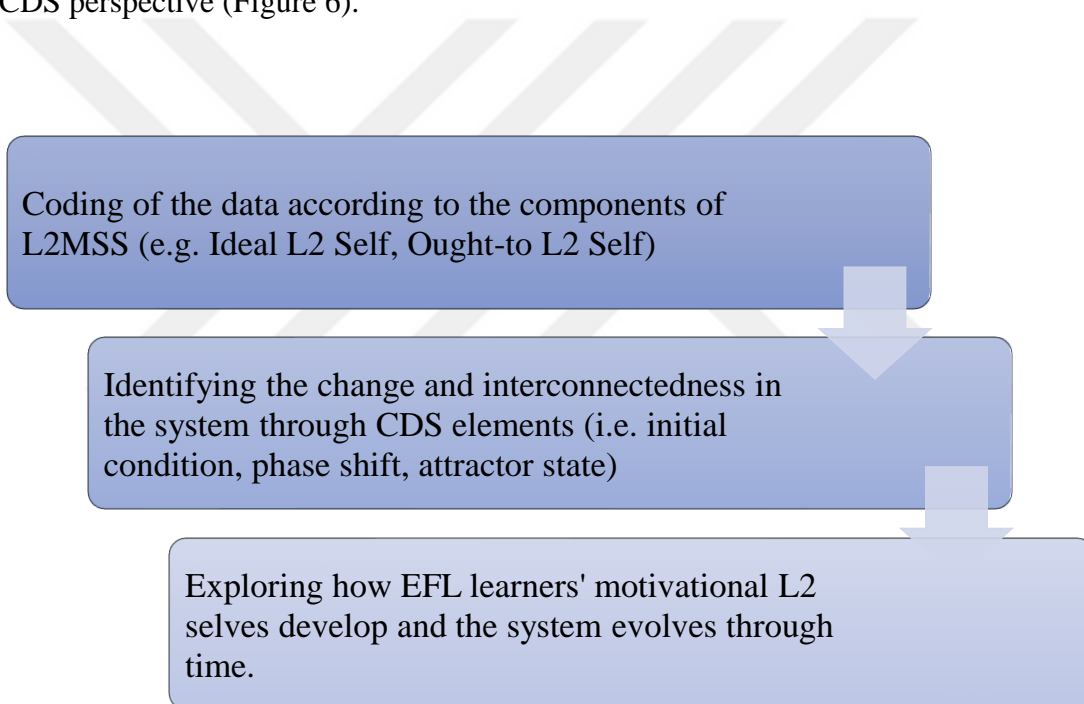 CDS perspective (Figure 6).
Coding of the data according to the components of
L2MSS (e.g. Ideal L2 Self, Ought-to L2 Self)
Identifying the change and interconnectedness in
the system through CDS elements (i.e. initial
condition, phase shift, attractor state)
Exploring how EFL learners' motivational L2
selves develop and the system evolves through
time.